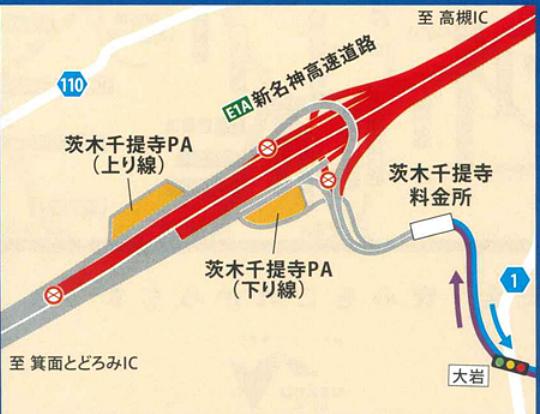 至 高槻IC
110
E1A 新名神高速道路
茨木千提寺PA
(上り線)
茨木千提寺
料金所
茨木千提寺PA
(下り線)
1
至 箕面とどろみIC
大岩